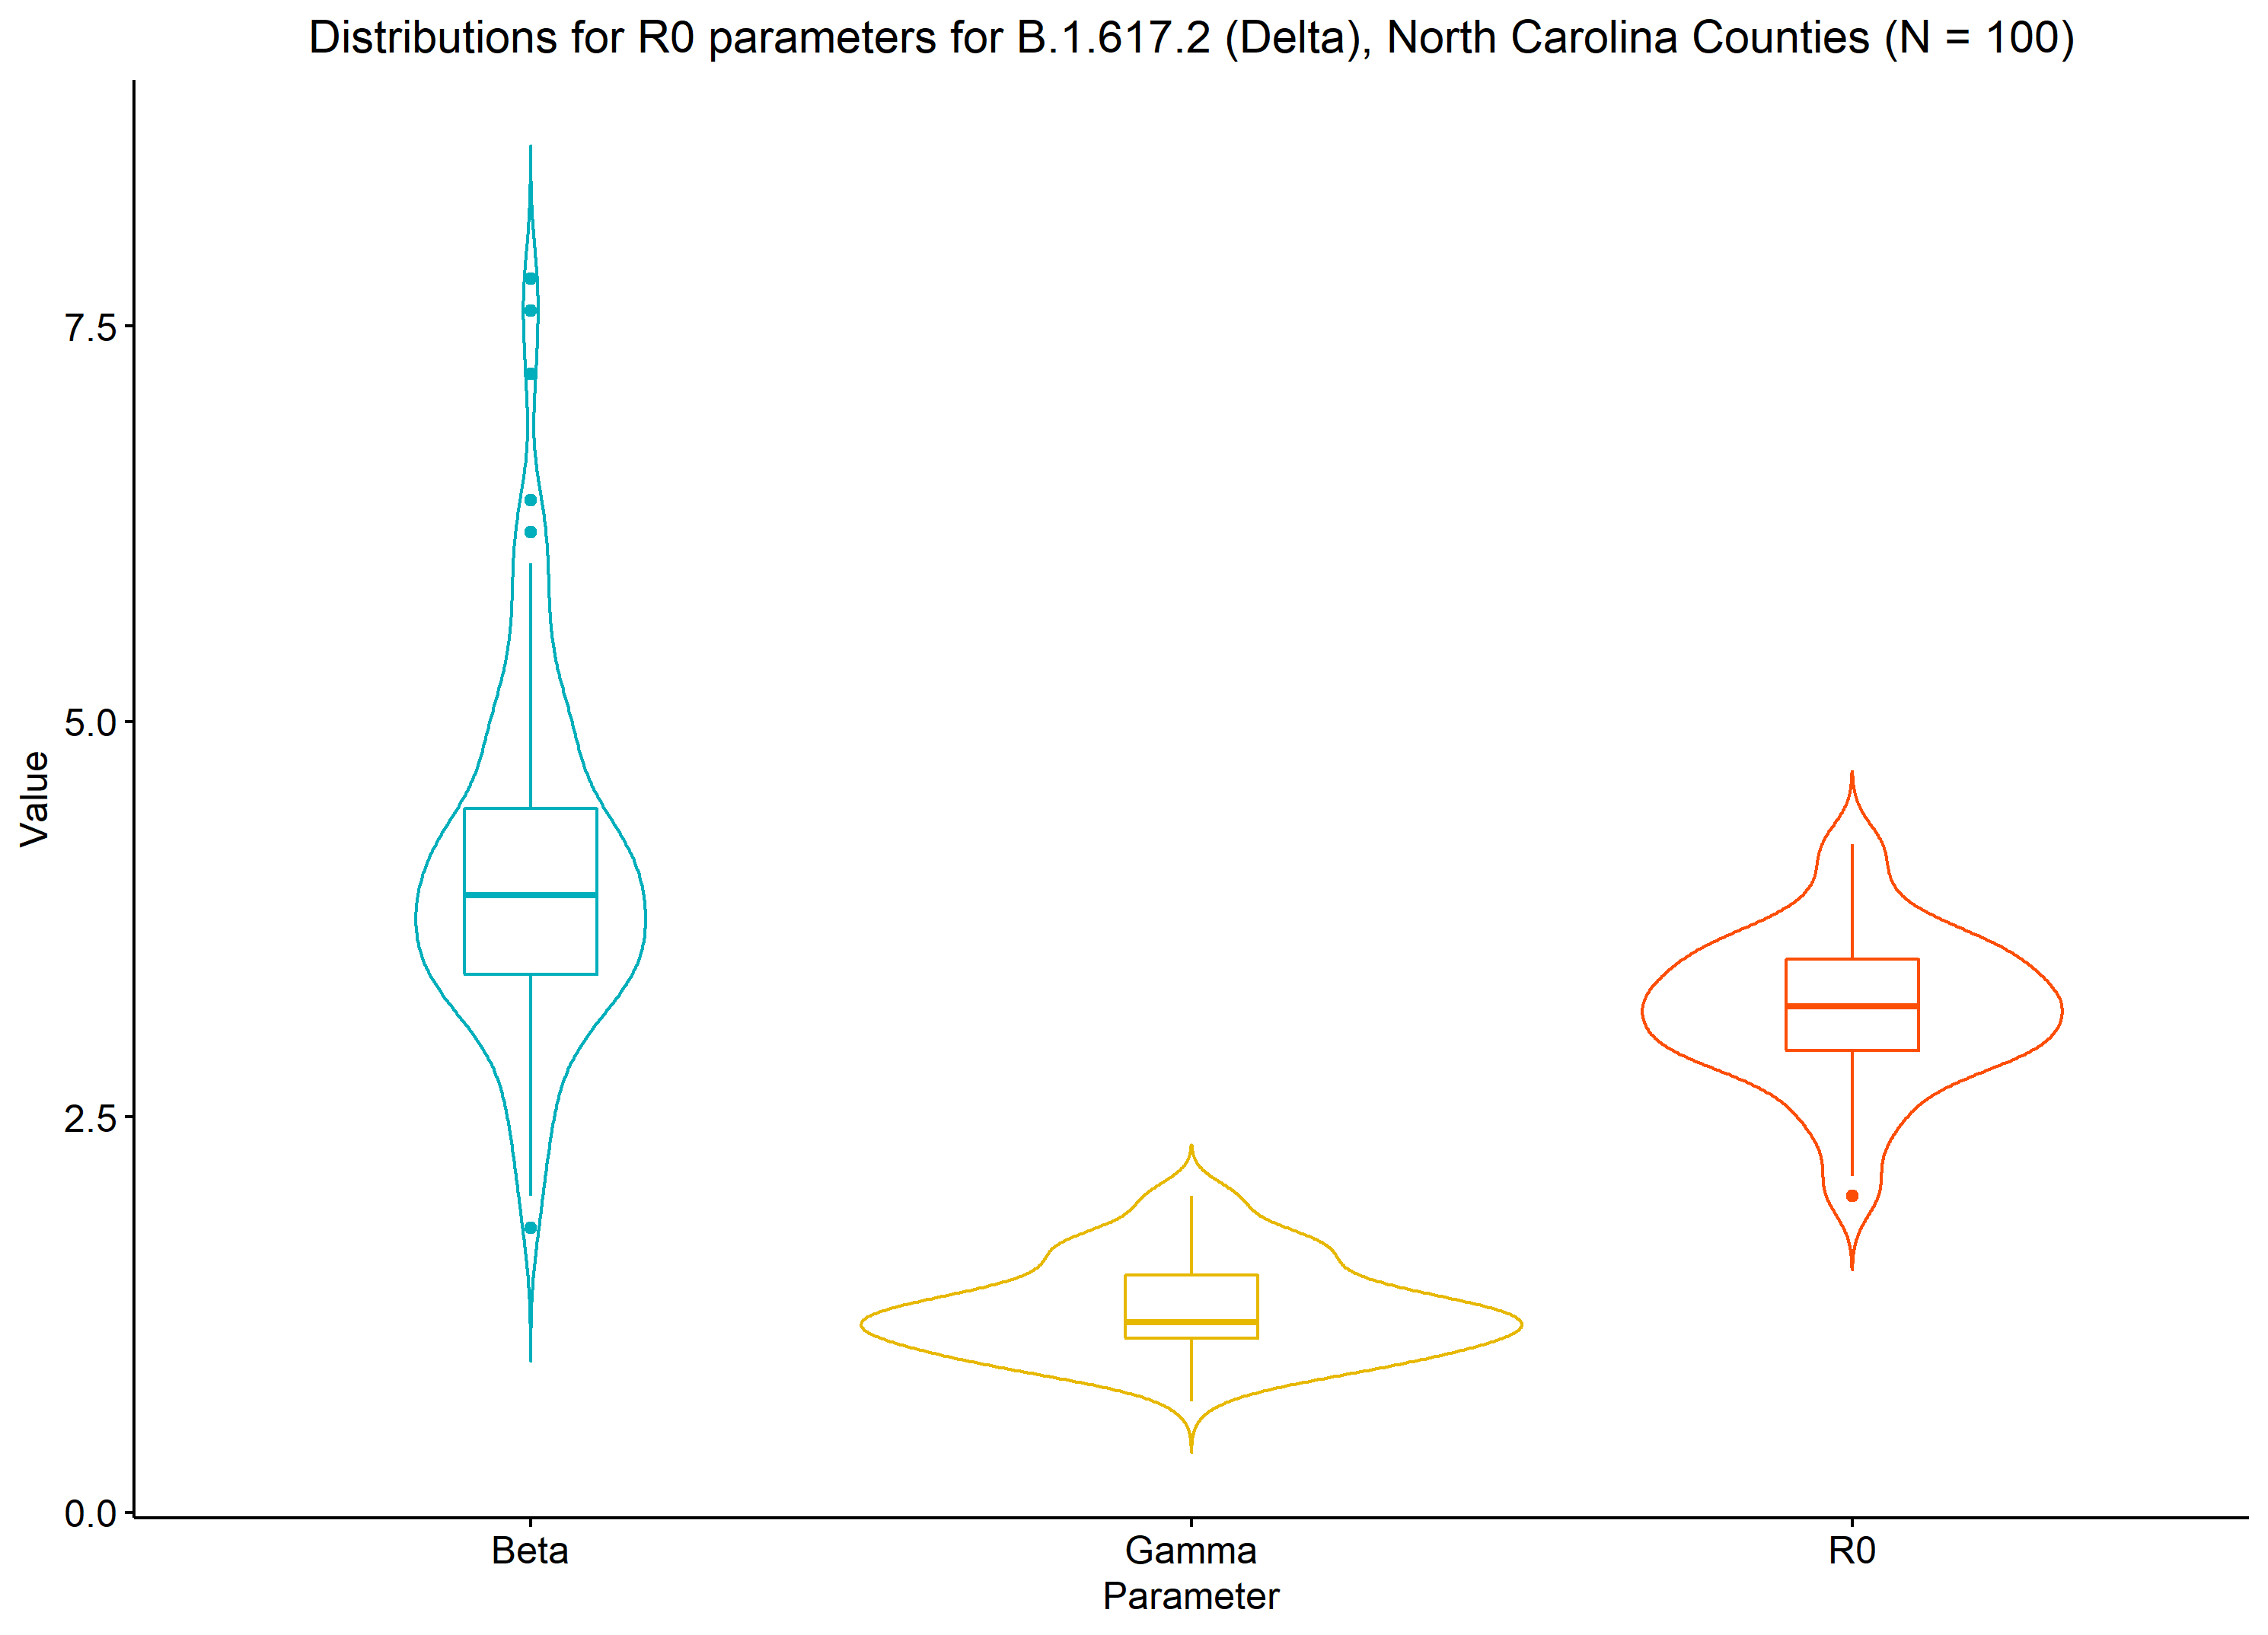 Distributions for R0 parameters for B.1.617.2 (Delta), North Carolina Counties (N = 100)
7.5
5.0
Value
2.5
0.0
Beta Gamma R0
Parameter